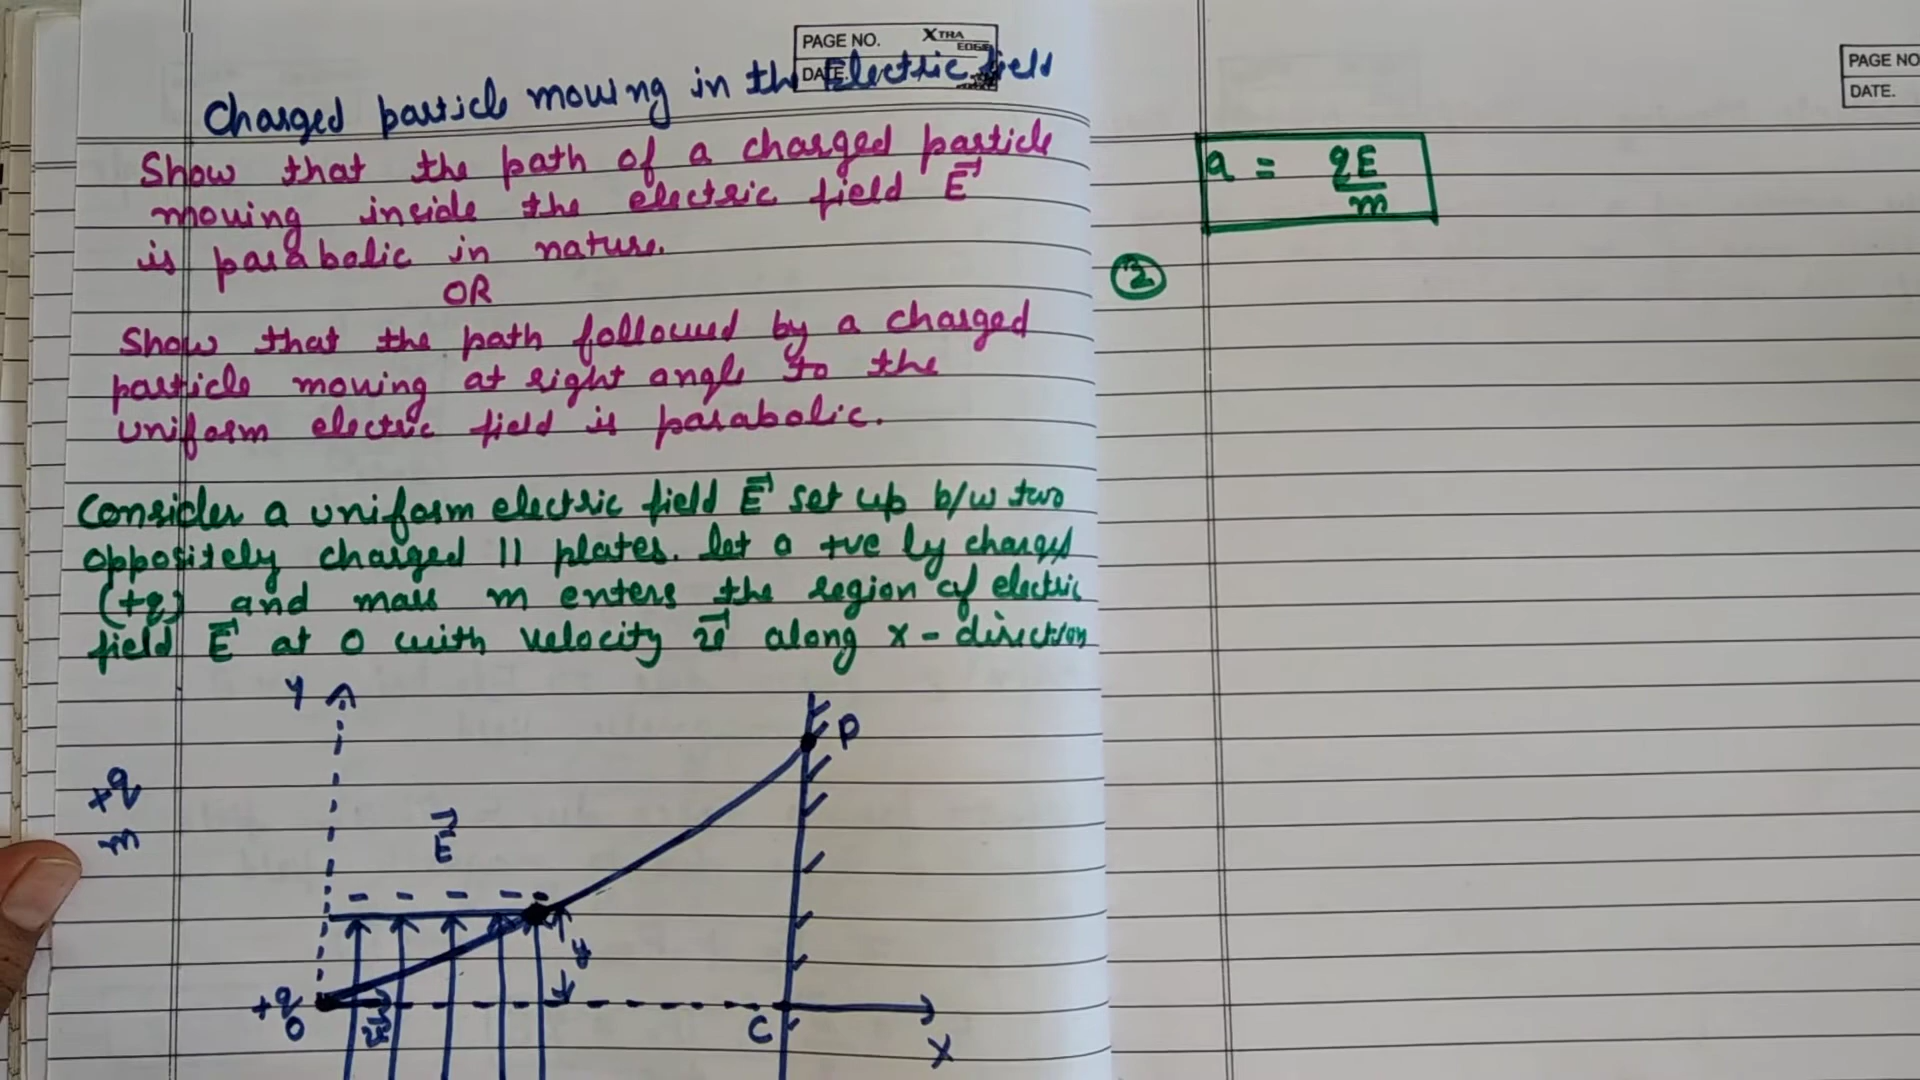 PAGE NO. XTRA EDGE
DATE.
Charged particle moving in the Electric field
Show that the path of a charged particle
moving inside the electric field E⃗
is parabolic in nature.
OR
Show that the path followed by a charged
particle moving at right angle to the
uniform electric field is parabolic.
Consider a uniform electric field E⃗ set up b/w two
oppositely charged || plates. let a +ve ly charged
(+q) and mass m enters the region of electric
field E⃗ at O with velocity v⃗ along x-direction
Y
P
+q
m
E⃗
- - - - -
y
+q
O
v⃗
C
X
PAGE NO
DATE.
a = qE/m
2